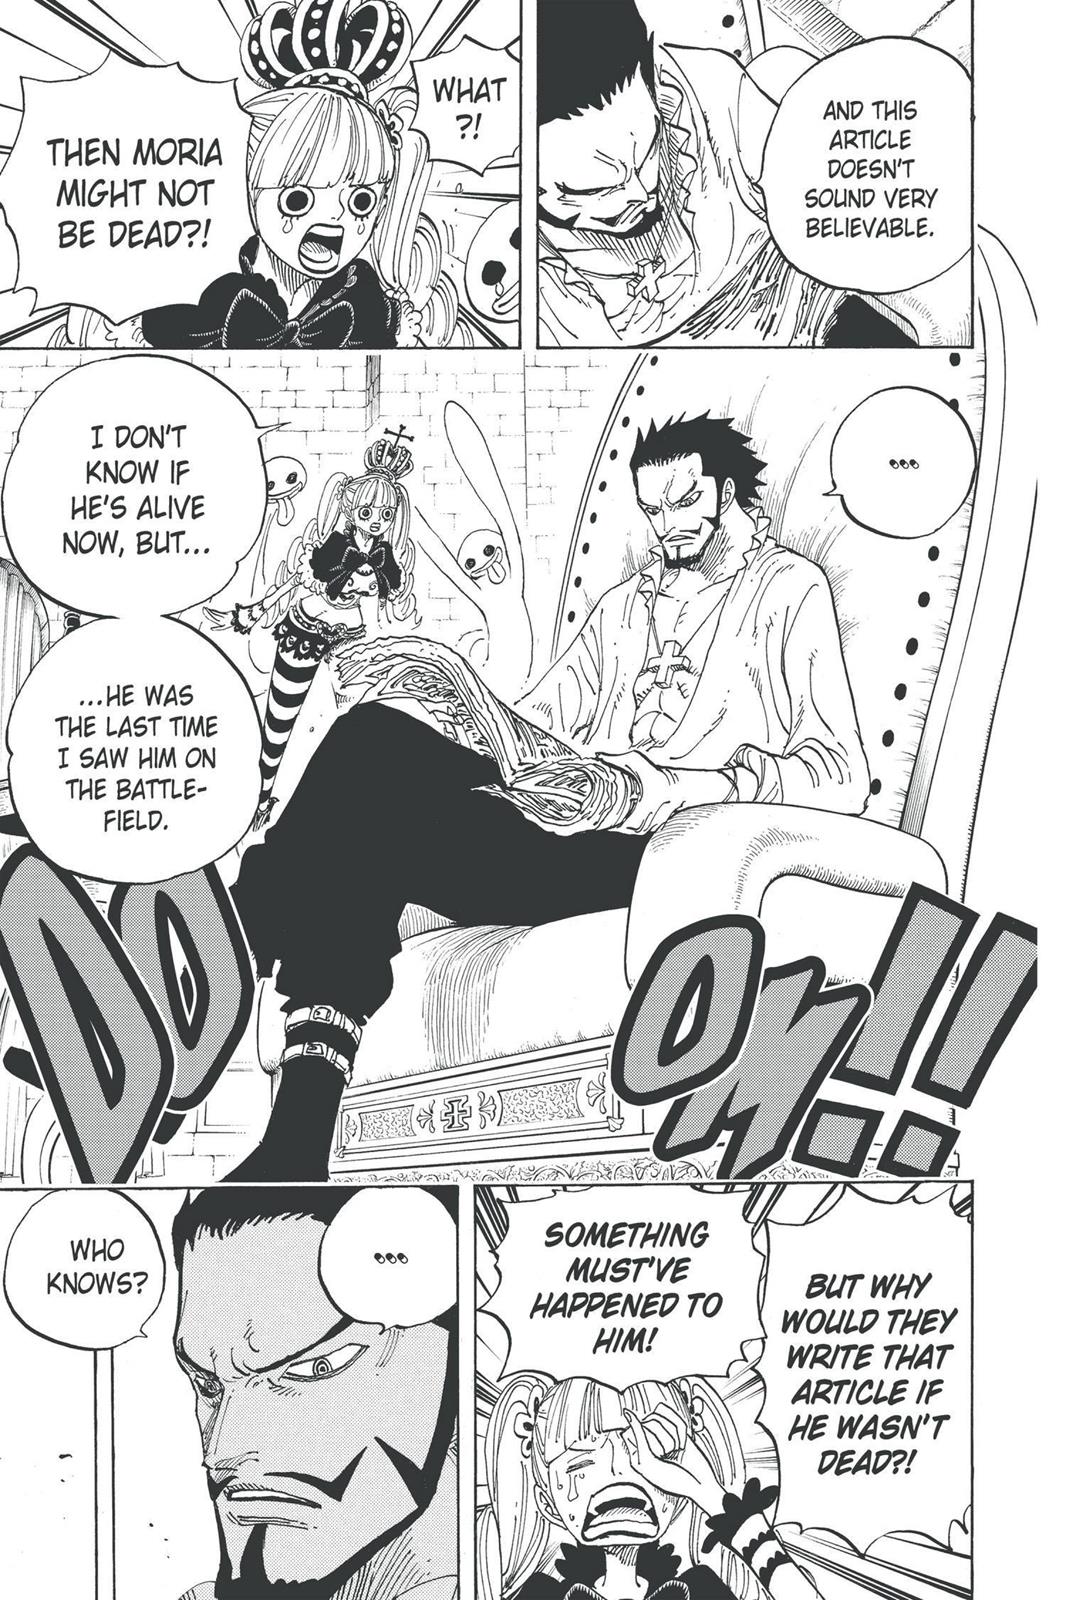 AND THIS
ARTICLE
DOESN'T
SOUND VERY
BELIEVABLE.
WHAT
?!
THEN MORIA
MIGHT NOT
BE DEAD?!
...
I DON'T
KNOW IF
HE'S ALIVE
NOW, BUT...
...HE WAS
THE LAST TIME
I SAW HIM ON
THE BATTLE-
FIELD.
DOOM!!
BUT WHY
WOULD THEY
WRITE THAT
ARTICLE IF
HE WASN'T
DEAD?!
SOMETHING
MUST'VE
HAPPENED TO
HIM!
...
WHO
KNOWS?